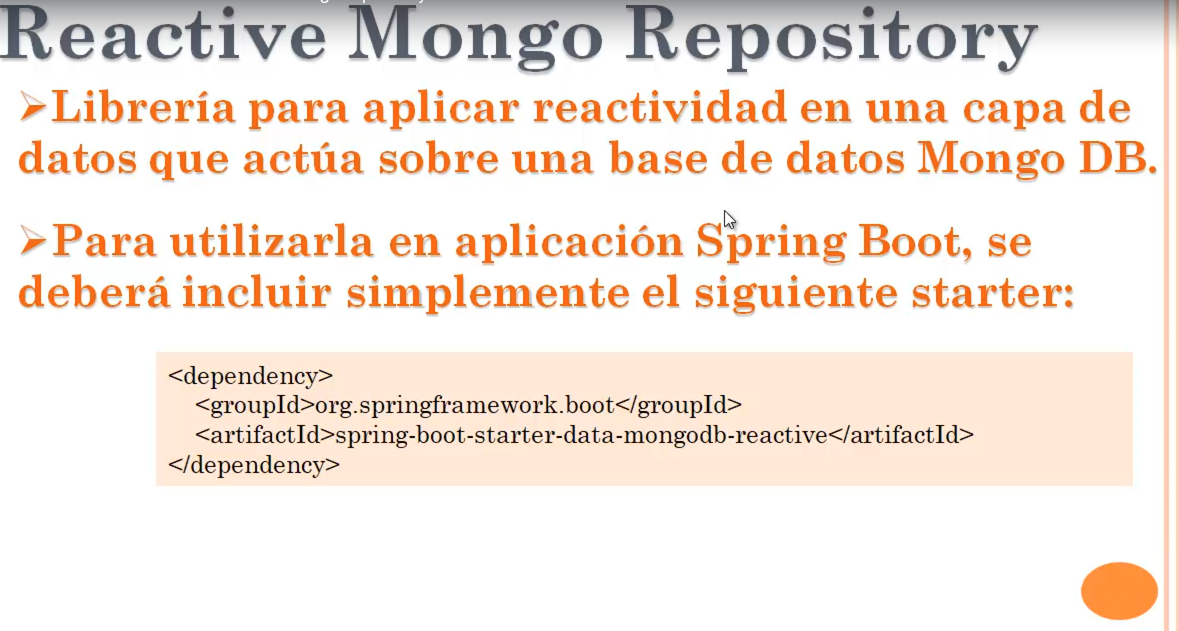 Reactive Mongo Repository
➢Librería para aplicar reactividad en una capa de
datos que actúa sobre una base de datos Mongo DB.
➢Para utilizarla en aplicación Spring Boot, se
deberá incluir simplemente el siguiente starter:
<dependency>
<groupId>org.springframework.boot</groupId>
<artifactId>spring-boot-starter-data-mongodb-reactive</artifactId>
</dependency>